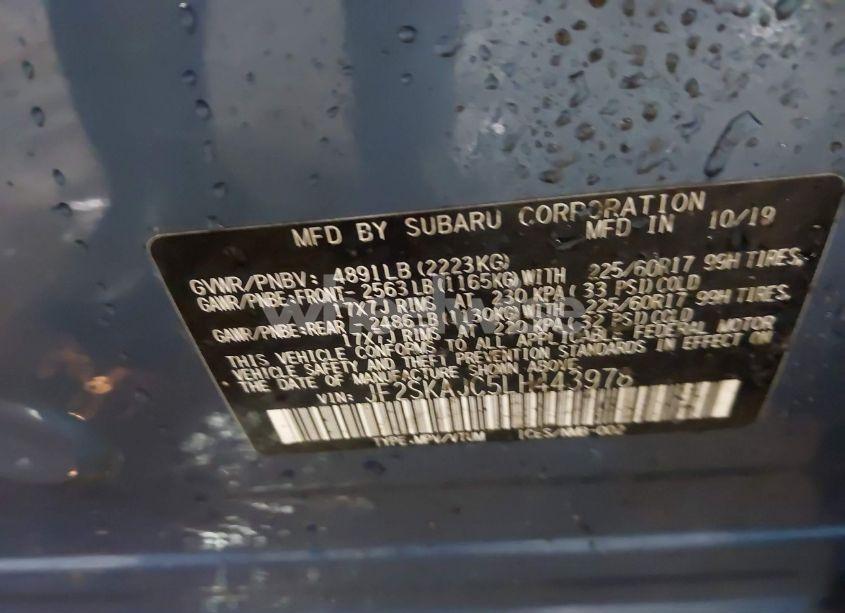 MFD BY SUBARU CORPORATION
MFD IN 10/19
GVWR/PNBV: 4891LB(2223KG)
GAWR/PNBE:FRONT- 2563LB(1165KG)WITH 225/60R17 99H TIRES,
17X7J RIMS AT 230 KPA( 33 PSI)COLD
GAWR/PNBE:REAR - 2486LB(1130KG)WITH 225/60R17 99H TIRES,
17X7J RIMS AT 220 KPA( PSI)COLD
THIS VEHICLE CONFORMS TO ALL APPLICABLE FEDERAL MOTOR
VEHICLE SAFETY AND THEFT PREVENTION STANDARDS IN EFFECT ON
THE DATE OF MANUFACTURE SHOWN ABOVE.
VIN: JF2SKAJC5LH443978
TYPE:MPV/VTUM